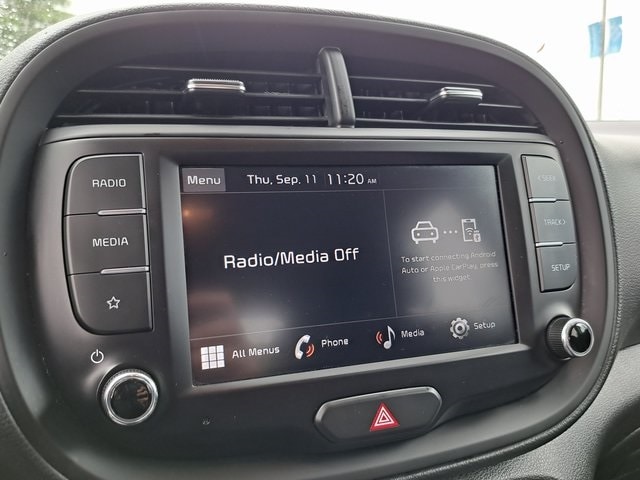 RADIO
MEDIA
Menu
Thu, Sep. 11 11:20 AM
Radio/Media Off
To start connecting Android
Auto or Apple CarPlay, press
this widget.
All Menus
Phone
Media
Setup
TRACK>
SETUP